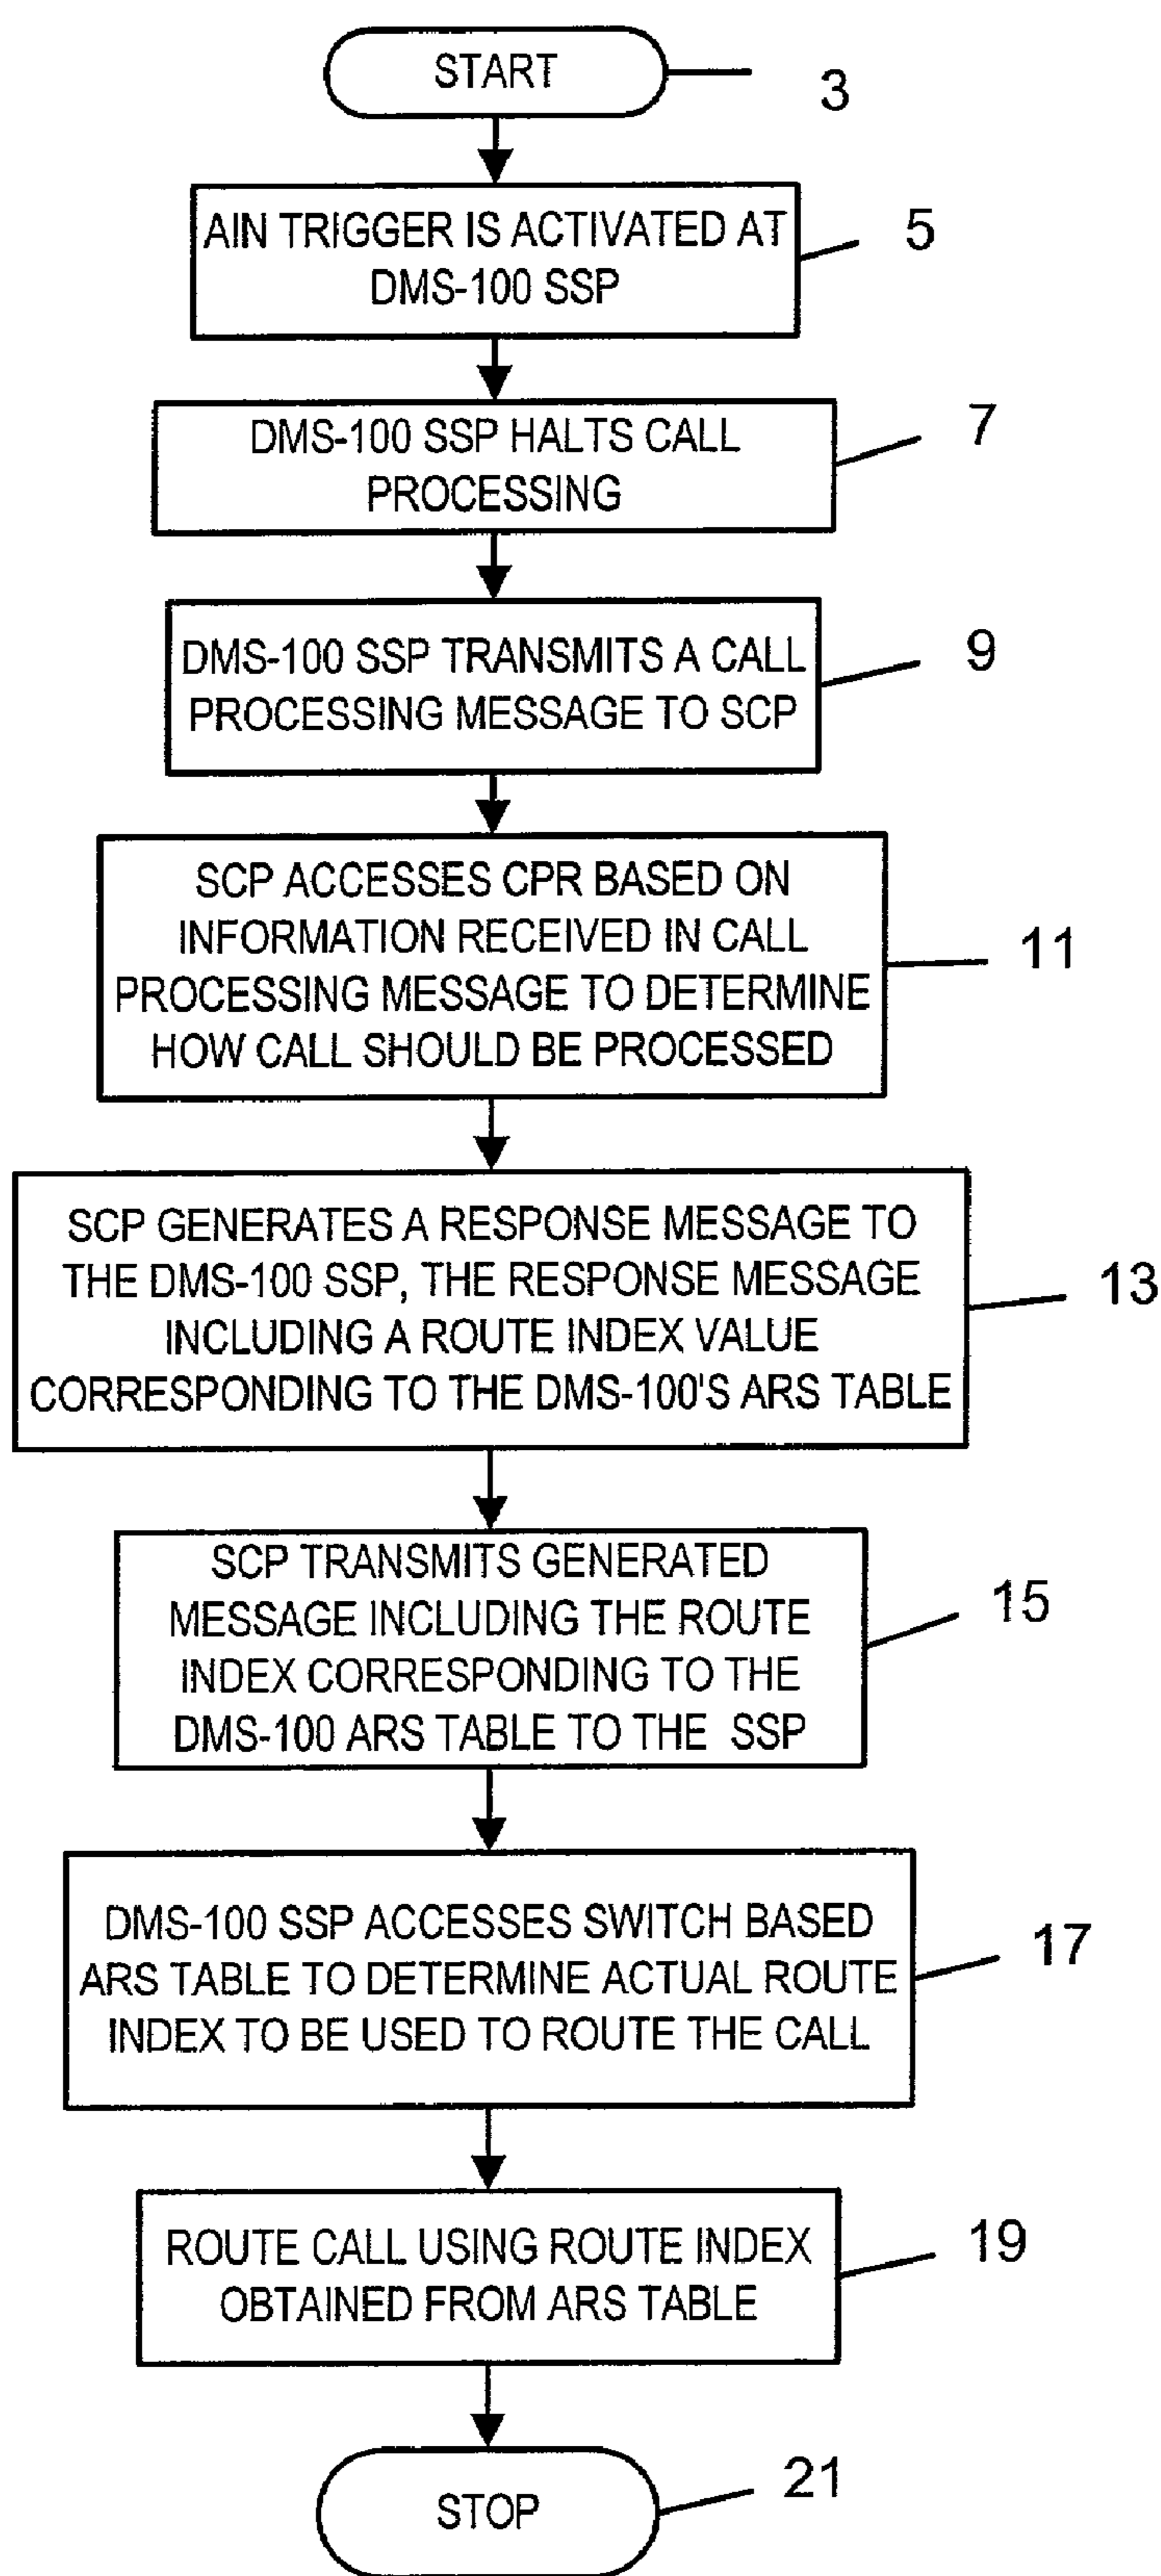 START
3
AIN TRIGGER IS ACTIVATED AT
DMS-100 SSP
5
DMS-100 SSP HALTS CALL
PROCESSING
7
DMS-100 SSP TRANSMITS A CALL
PROCESSING MESSAGE TO SCP
9
SCP ACCESSES CPR BASED ON
INFORMATION RECEIVED IN CALL
PROCESSING MESSAGE TO DETERMINE
HOW CALL SHOULD BE PROCESSED
11
SCP GENERATES A RESPONSE MESSAGE TO
THE DMS-100 SSP, THE RESPONSE MESSAGE
INCLUDING A ROUTE INDEX VALUE
CORRESPONDING TO THE DMS-100'S ARS TABLE
13
SCP TRANSMITS GENERATED
MESSAGE INCLUDING THE ROUTE
INDEX CORRESPONDING TO THE
DMS-100 ARS TABLE TO THE SSP
15
DMS-100 SSP ACCESSES SWITCH BASED
ARS TABLE TO DETERMINE ACTUAL ROUTE
INDEX TO BE USED TO ROUTE THE CALL
17
ROUTE CALL USING ROUTE INDEX
OBTAINED FROM ARS TABLE
19
STOP
21